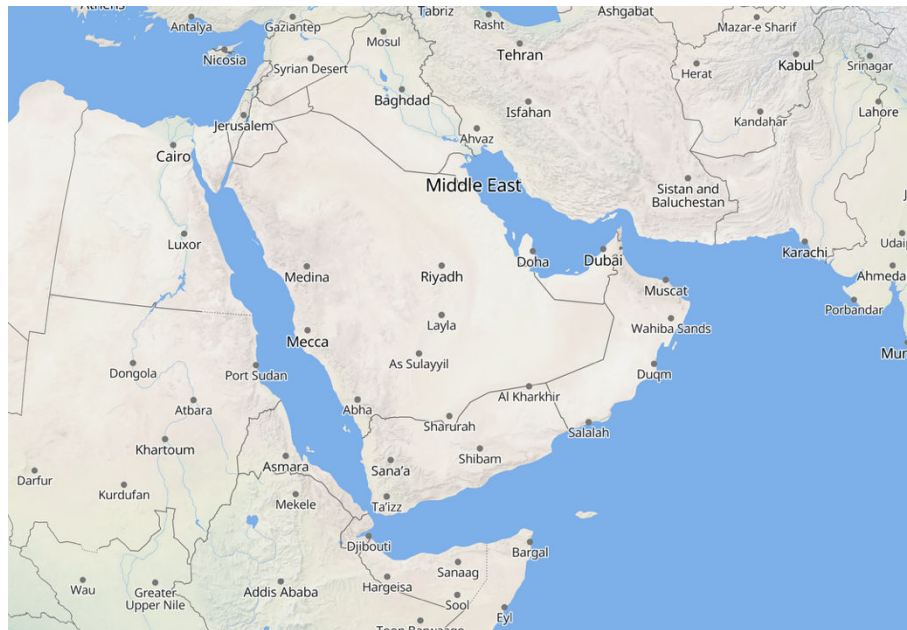 Athens
Antalya
Gaziantep
Tabriz
Rasht
Ashgabat
Mazar-e Sharif
Nicosia
Mosul
Tehran
Syrian Desert
Herat
Kabul
Srinagar
Baghdad
Isfahan
Lahore
Jerusalem
Kandahar
Ahvaz
Cairo
Middle East
Sistan and
Baluchestan
Luxor
Doha
Dubai
Karachi
Udaip
Medina
Riyadh
Ahmeda
Muscat
Porbandar
Layla
Wahiba Sands
Mecca
Mun
As Sulayyil
Dongola
Port Sudan
Duqm
Al Kharkhir
Atbara
Abha
Sharurah
Salalah
Khartoum
Asmara
Sana’a
Shibam
Darfur
Kurdufan
Mekele
Ta’izz
Djibouti
Bargal
Sanaag
Wau
Greater
Upper Nile
Addis Ababa
Hargeisa
Sool
Eyl